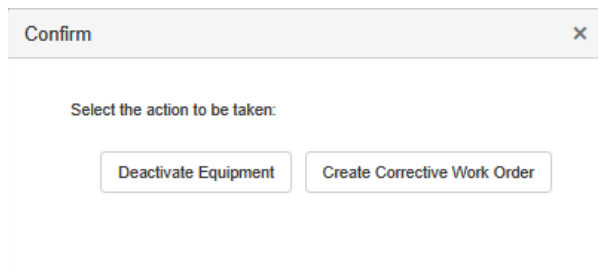 Confirm
Select the action to be taken:
Deactivate Equipment Create Corrective Work Order